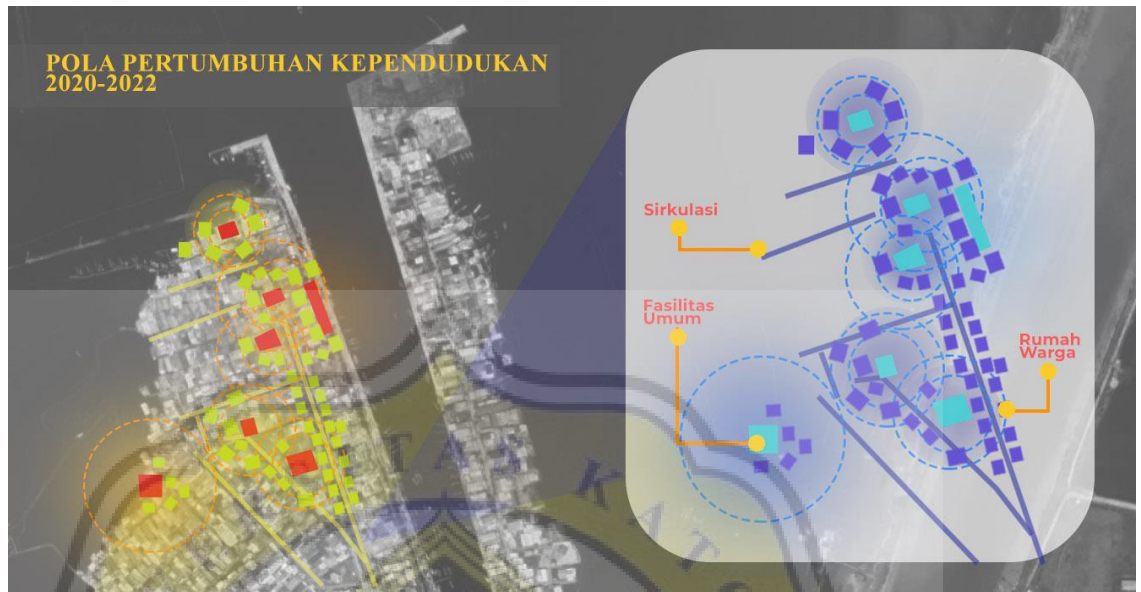 POLA PERTUMBUHAN KEPENDUDUKAN
2020-2022
Sirkulasi
Fasilitas
Umum
Rumah
Warga